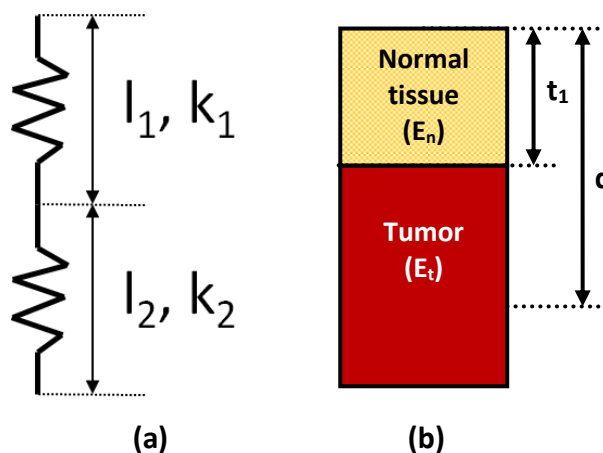 l₁, k₁
l₂, k₂
(a)
Normal
tissue
(Eₙ)
t₁
Tumor
(Eₜ)
(b)